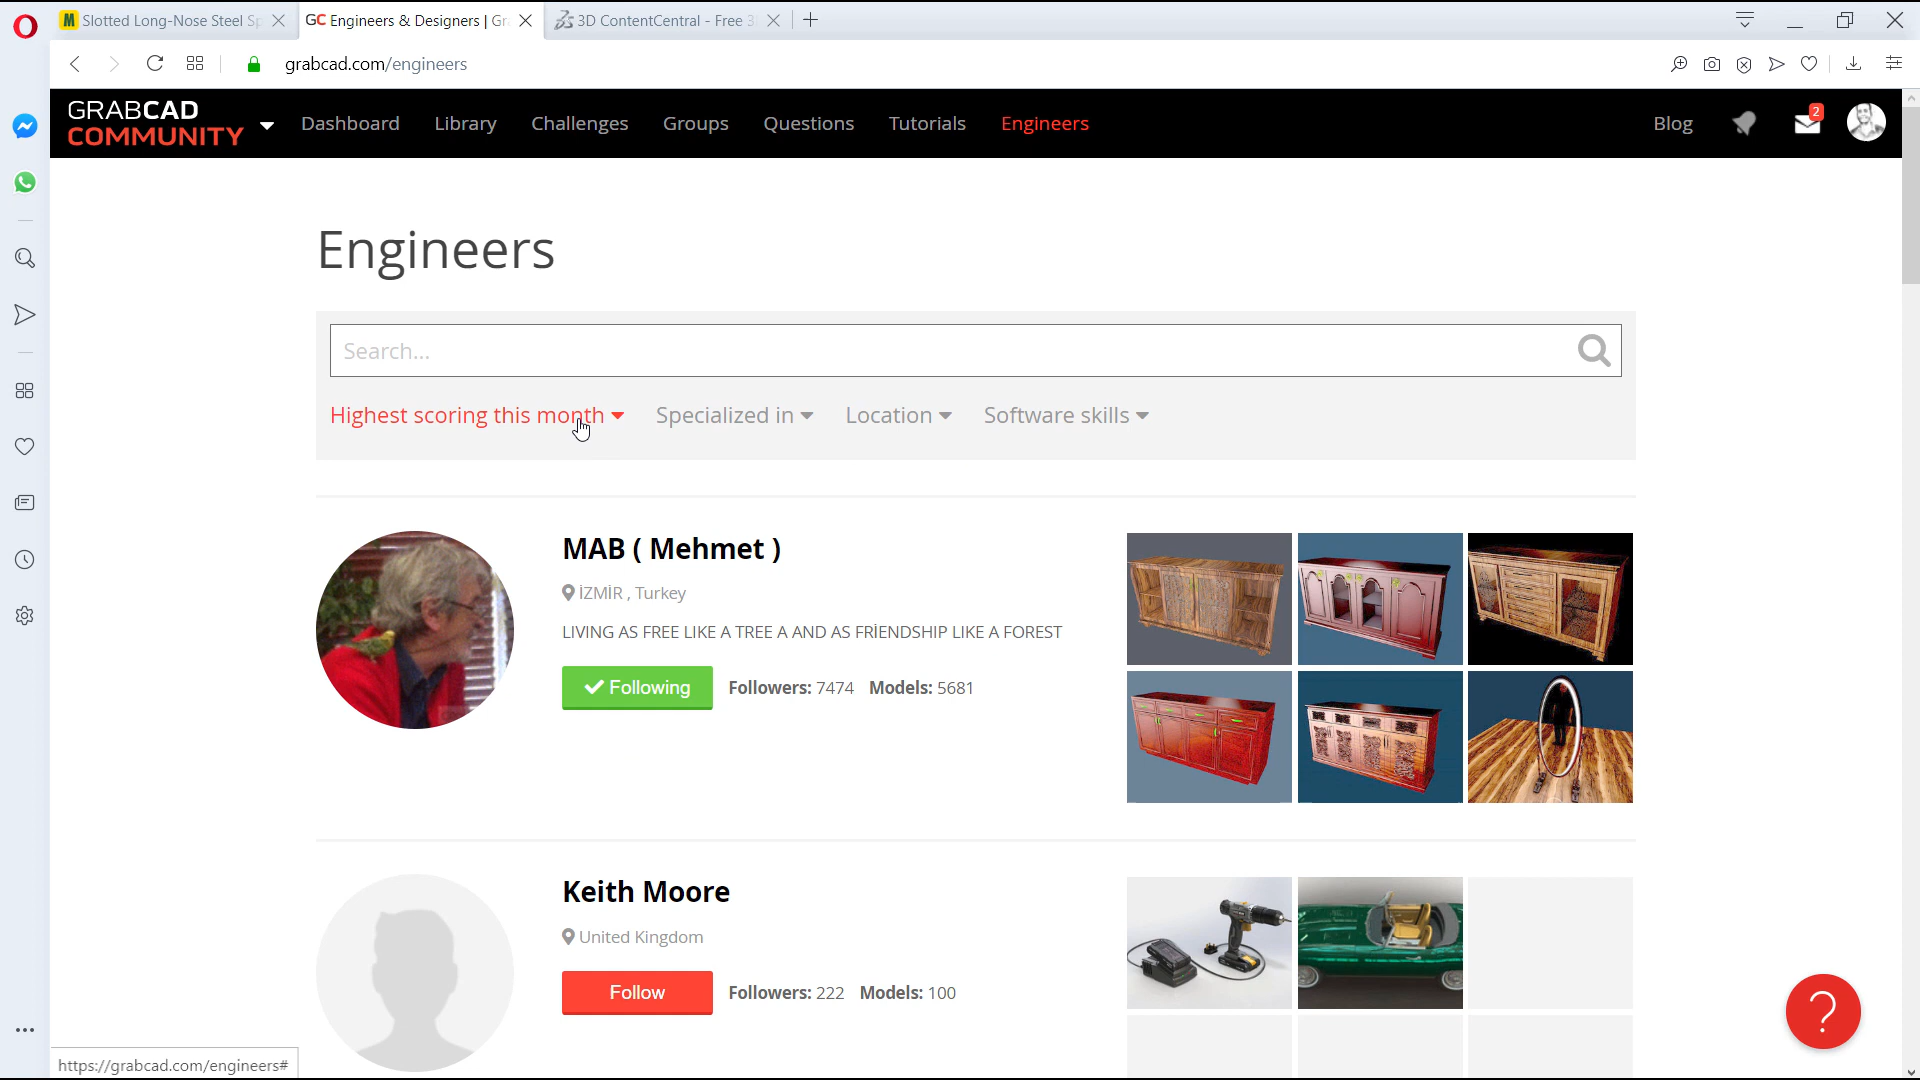 M Slotted Long-Nose Steel Sp
GC Engineers & Designers | Gr
3D ContentCentral - Free 3
grabcad.com/engineers
GRABCAD
COMMUNITY
Dashboard
Library
Challenges
Groups
Questions
Tutorials
Engineers
Blog
2
Engineers
Search...
Highest scoring this month
Specialized in
Location
Software skills
MAB ( Mehmet )
İZMİR , Turkey
LIVING AS FREE LIKE A TREE A AND AS FRİENDSHIP LIKE A FOREST
Following
Followers: 7474 Models: 5681
Keith Moore
United Kingdom
Follow
Followers: 222 Models: 100
?
https://grabcad.com/engineers#